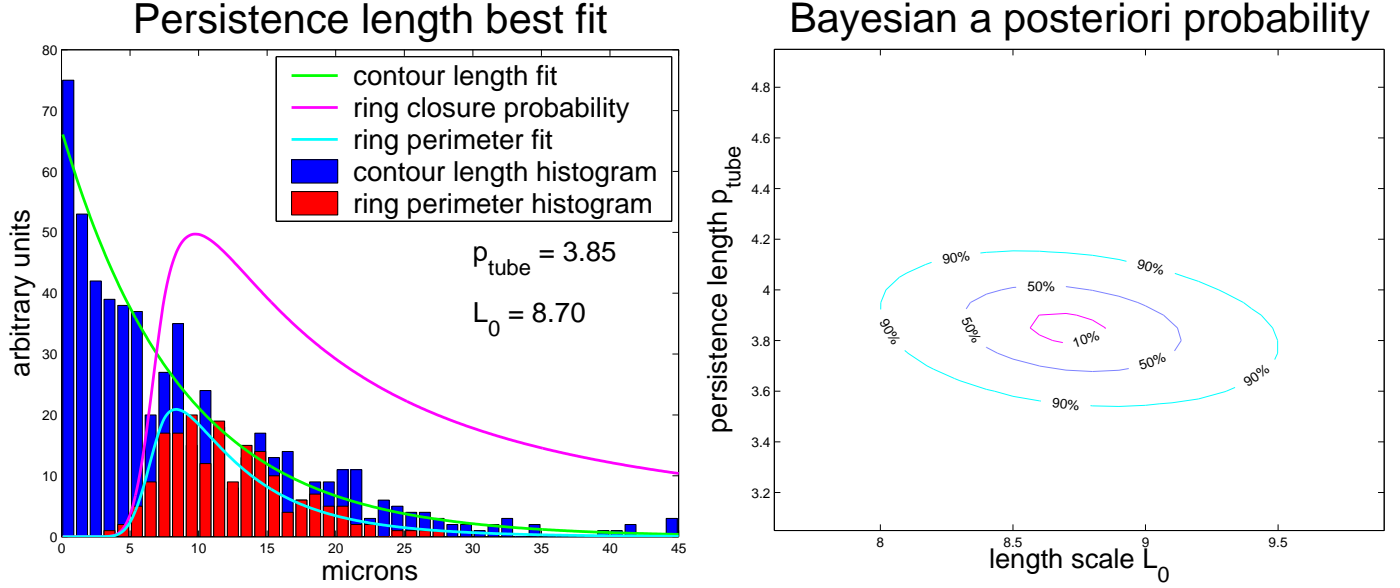 Persistence length best fit
80
70
60
50
40
30
20
10
0
arbitrary units
contour length fit
ring closure probability
ring perimeter fit
contour length histogram
ring perimeter histogram
p_tube = 3.85
L_0 = 8.70
0 5 10 15 20 25 30 35 40 45
microns
Bayesian a posteriori probability
4.8
4.6
4.4
4.2
4
3.8
3.6
3.4
3.2
persistence length p_tube
90%
90%
50%
90%
50%
10%
50%
90%
90%
8 8.5 9 9.5
length scale L_0